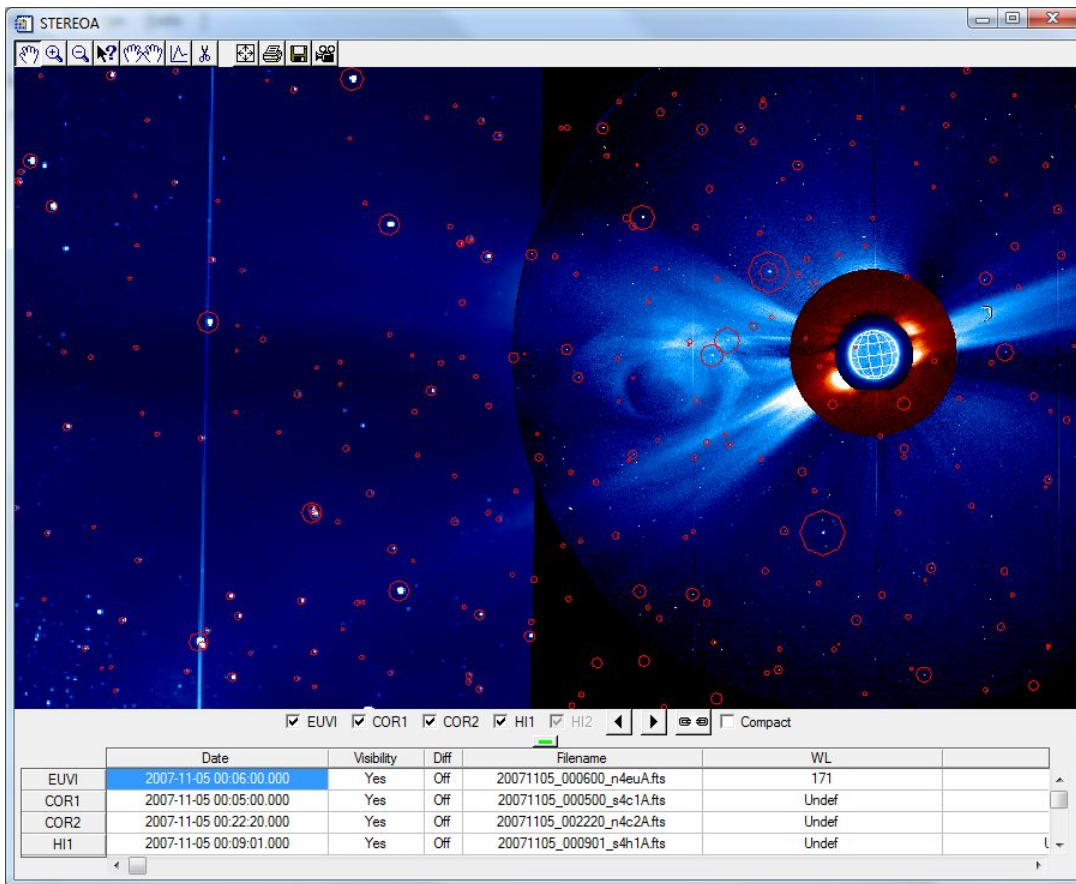 STEREOA
EUVI COR1 COR2 HI1 HI2 Compact
Date Visibility Diff Filename WL
EUVI 2007-11-05 00:06:00.000 Yes Off 20071105_000600_n4euA.fts 171
COR1 2007-11-05 00:05:00.000 Yes Off 20071105_000500_s4c1A.fts Undef
COR2 2007-11-05 00:22:20.000 Yes Off 20071105_002220_n4c2A.fts Undef
HI1 2007-11-05 00:09:01.000 Yes Off 20071105_000901_s4h1A.fts Undef